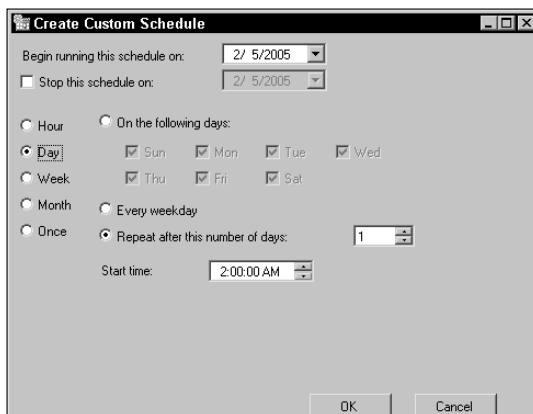 Create Custom Schedule
Begin running this schedule on: 2/ 5/2005
Stop this schedule on: 2/ 5/2005
Hour
On the following days:
Day
Sun Mon Tue Wed
Week
Thu Fri Sat
Month
Every weekday
Once
Repeat after this number of days: 1
Start time: 2:00:00 AM
OK Cancel